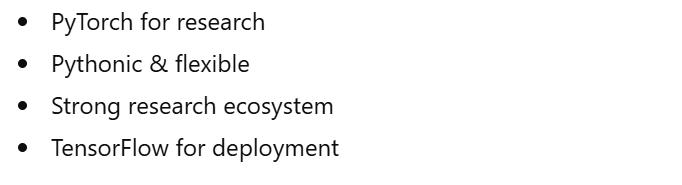 • PyTorch for research
• Pythonic & flexible
• Strong research ecosystem
• TensorFlow for deployment